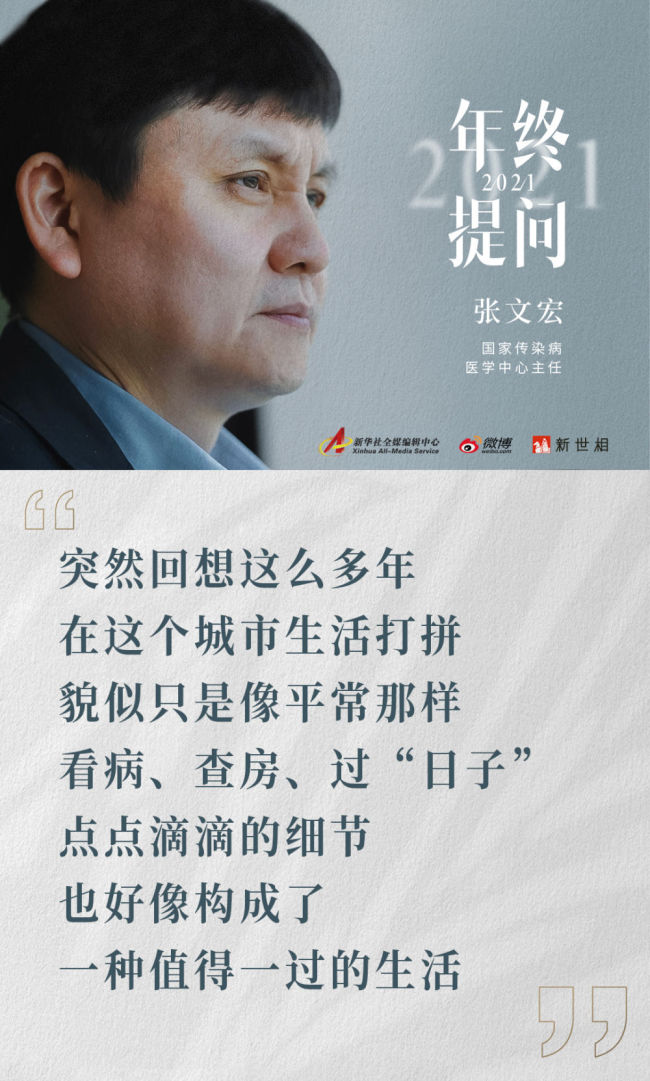 年终
2021
2021
提问
张文宏
国家传染病
医学中心主任
新华社全媒编辑中心
Xinhua All-Media Service
微博
weibo.com
新世相
“
突然回想这么多年
在这个城市生活打拼
貌似只是像平常那样
看病、查房、过“日子”
点点滴滴的细节
也好像构成了
一种值得一过的生活
”